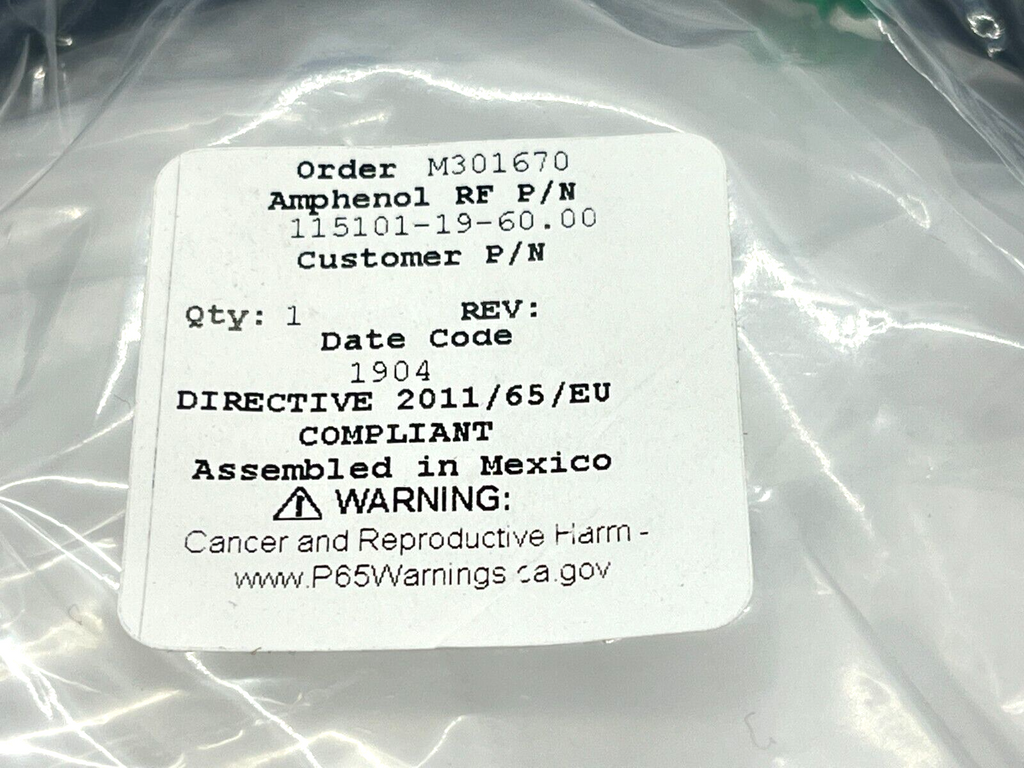 Order M301670
Amphenol RF P/N
115101-19-60.00
Customer P/N
Qty: 1 REV:
Date Code
1904
DIRECTIVE 2011/65/EU
COMPLIANT
Assembled in Mexico
⚠ WARNING:
Cancer and Reproductive Harm -
www.P65Warnings.ca.gov